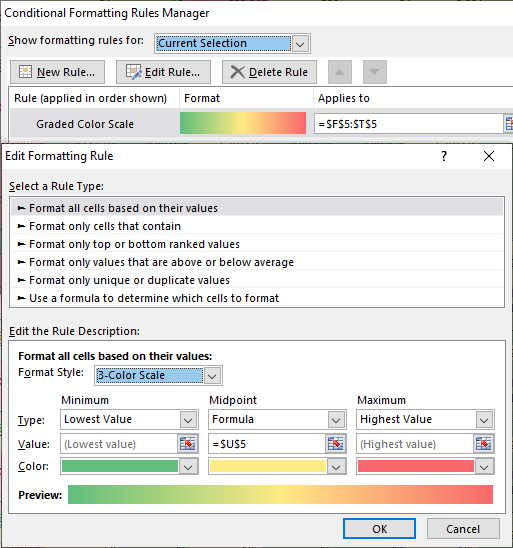 Conditional Formatting Rules Manager
Show formatting rules for: Current Selection
New Rule... Edit Rule... Delete Rule
Rule (applied in order shown) Format Applies to
Graded Color Scale =$F$5:$T$5
Edit Formatting Rule ? ×
Select a Rule Type:
► Format all cells based on their values
► Format only cells that contain
► Format only top or bottom ranked values
► Format only values that are above or below average
► Format only unique or duplicate values
► Use a formula to determine which cells to format
Edit the Rule Description:
Format all cells based on their values:
Format Style: 3-Color Scale
Minimum Midpoint Maximum
Type: Lowest Value Formula Highest Value
Value: (Lowest value) =$U$5 (Highest value)
Color:
Preview:
OK Cancel